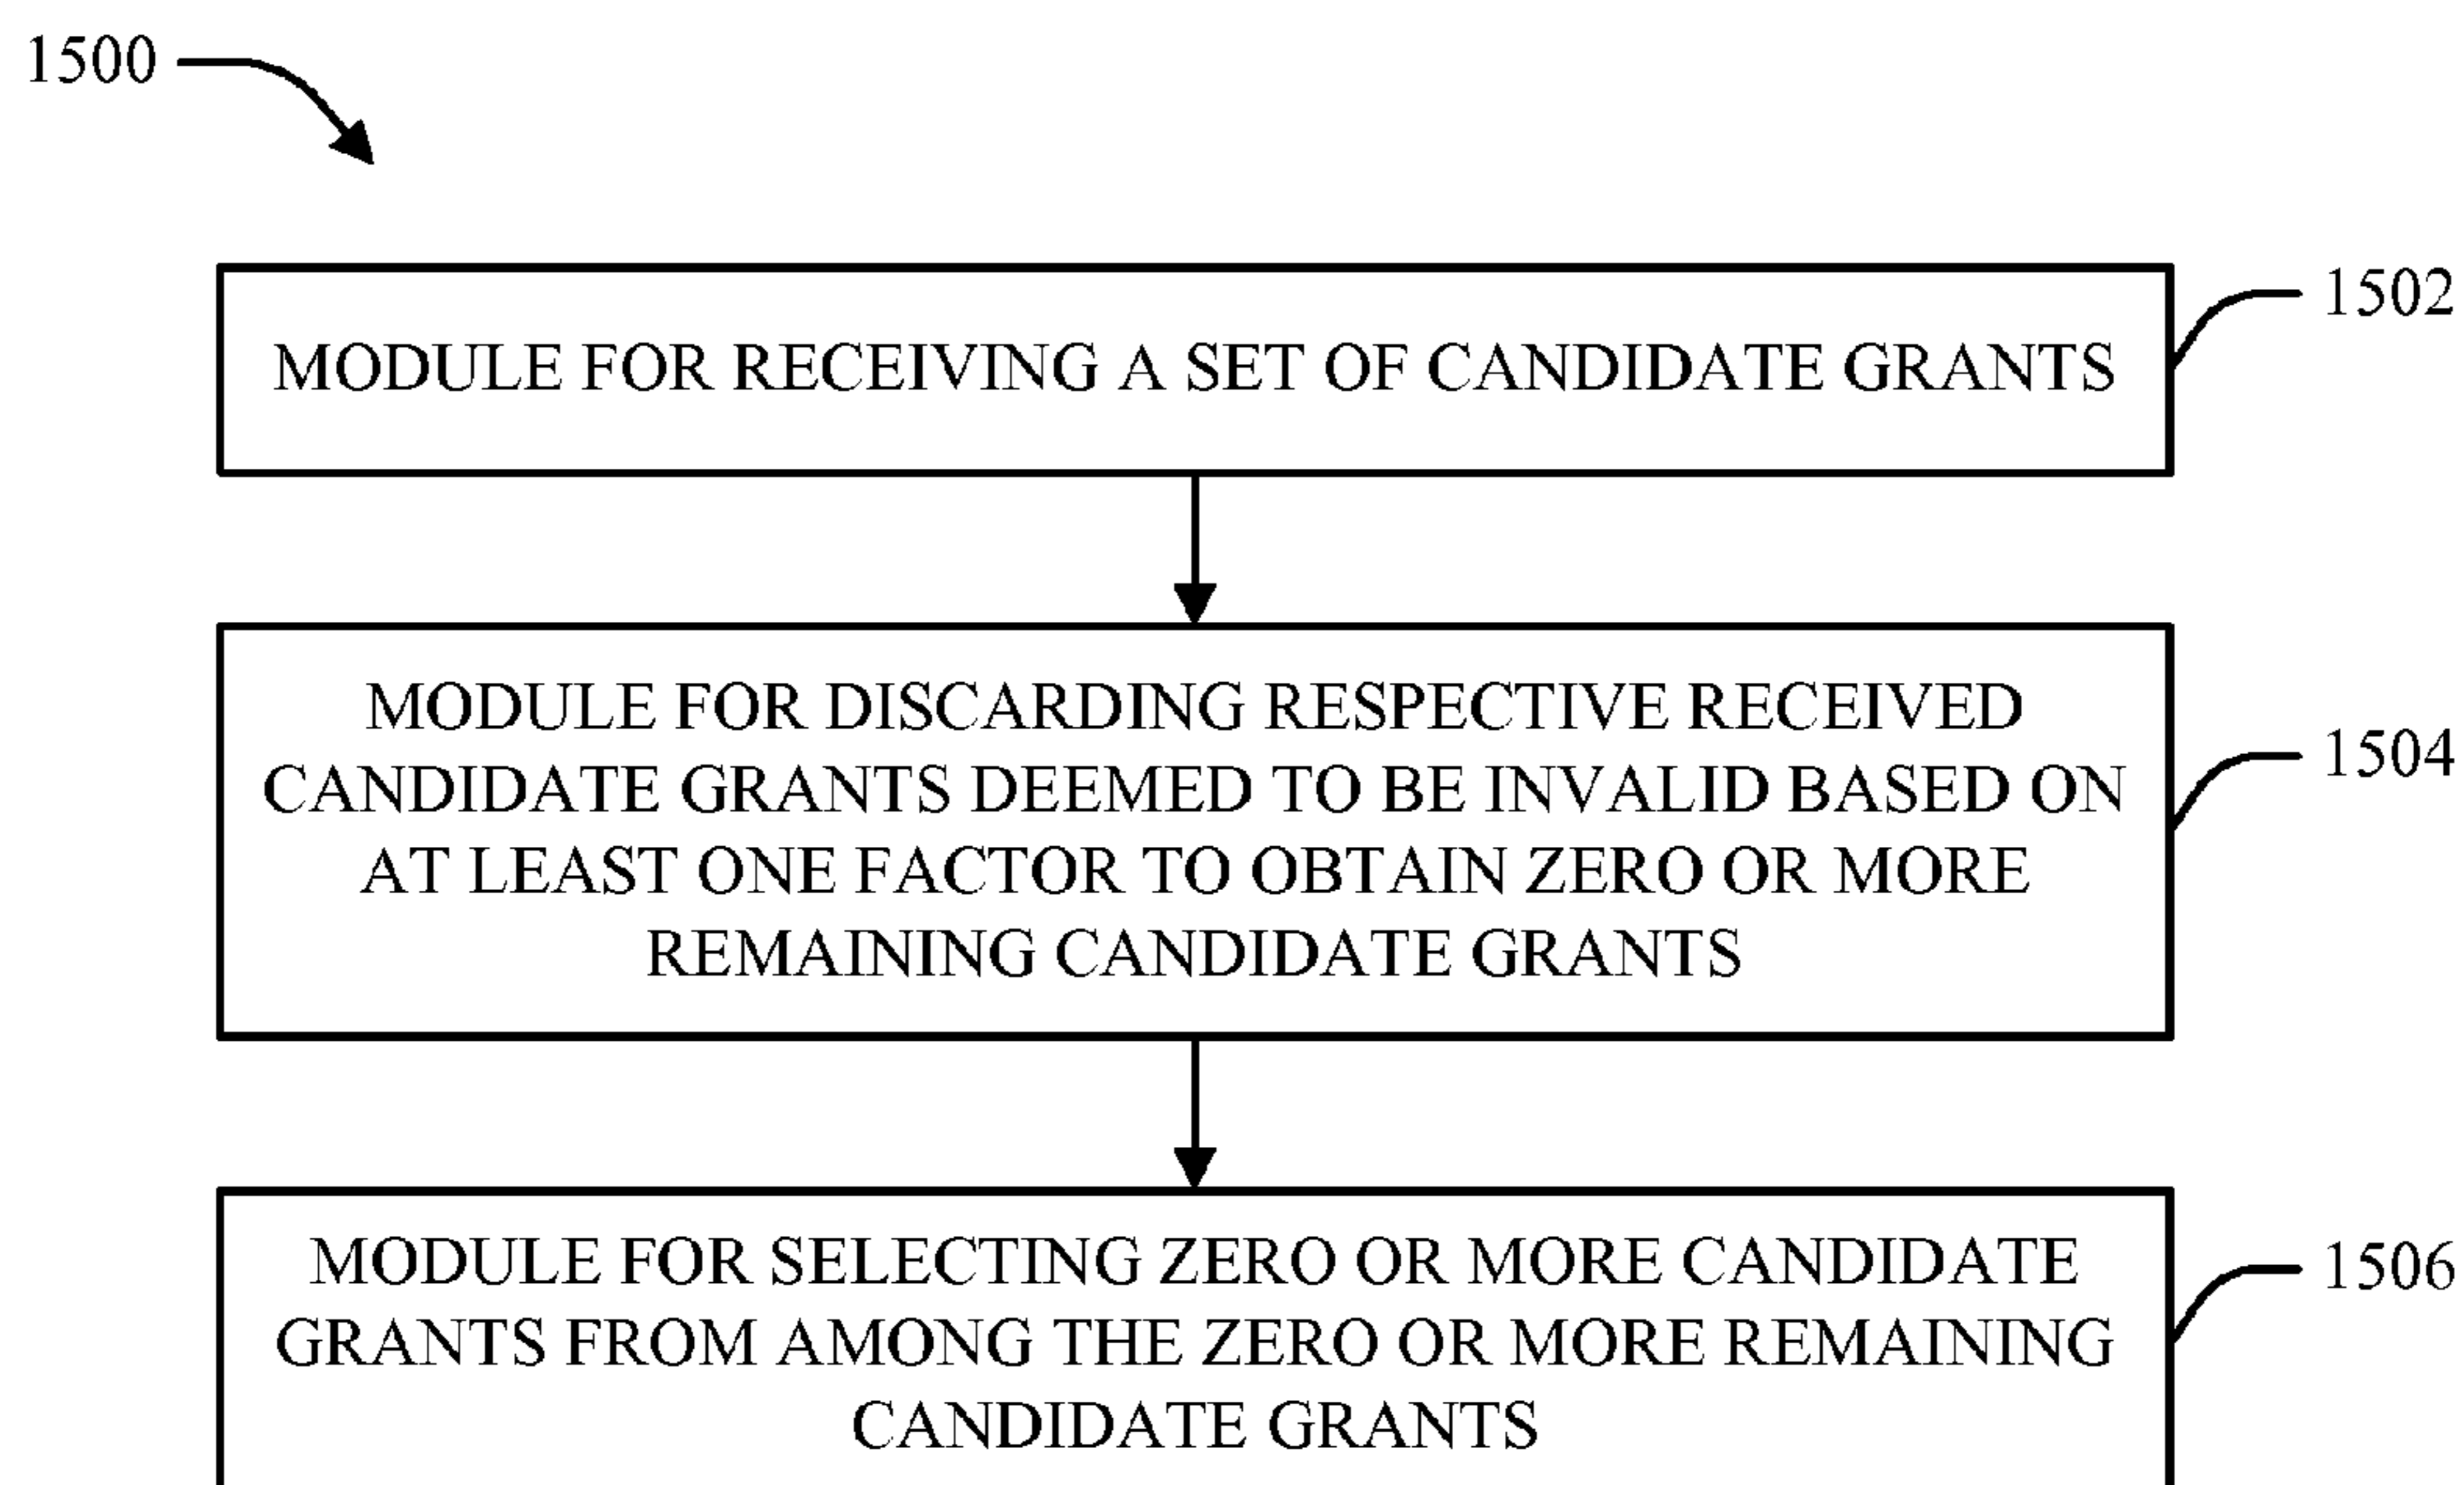 1500
1502
MODULE FOR RECEIVING A SET OF CANDIDATE GRANTS
MODULE FOR DISCARDING RESPECTIVE RECEIVED
CANDIDATE GRANTS DEEMED TO BE INVALID BASED ON
AT LEAST ONE FACTOR TO OBTAIN ZERO OR MORE
REMAINING CANDIDATE GRANTS
1504
MODULE FOR SELECTING ZERO OR MORE CANDIDATE
GRANTS FROM AMONG THE ZERO OR MORE REMAINING
CANDIDATE GRANTS
1506